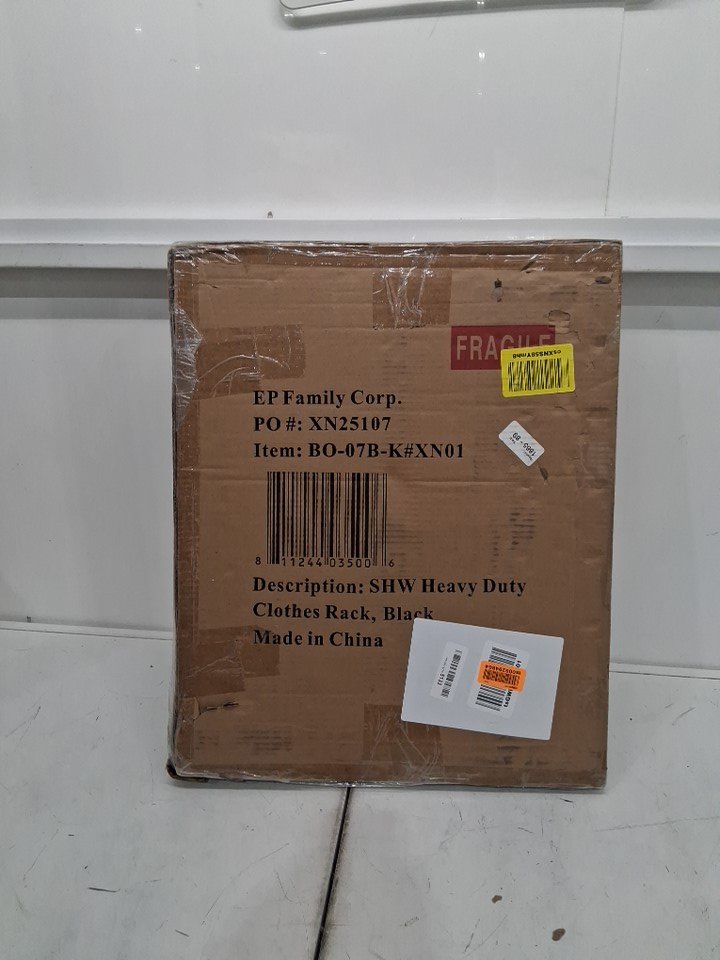 FRAGILE
csXNSS6Ymh8
EP Family Corp.
PO #: XN25107
Item: BO-07B-K#XN01
8 11244 03500 6
Description: SHW Heavy Duty
Clothes Rack, Black
Made in China